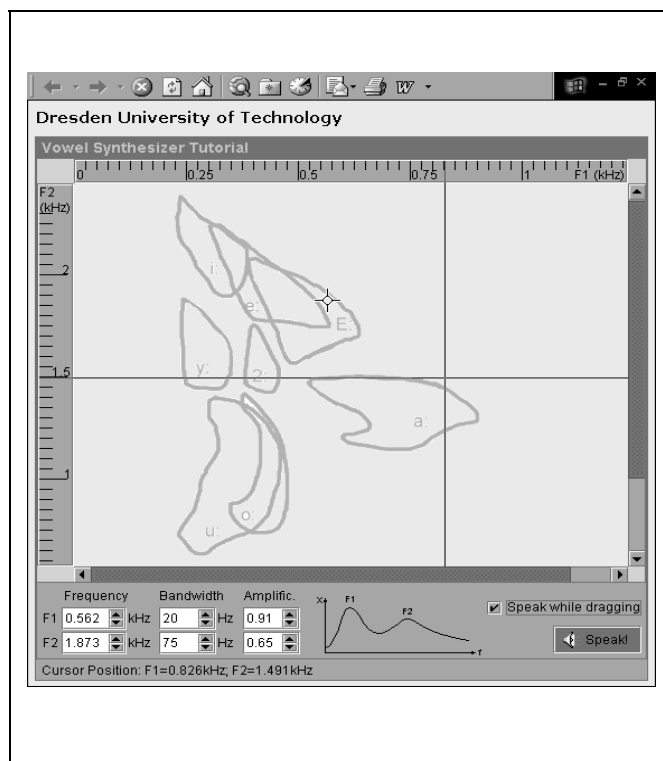 W
Dresden University of Technology
Vowel Synthesizer Tutorial
0 0.25 0.5 0.75 1 F1 (kHz)
F2
(kHz)
2
i:
e:
E:
y:
2:
1.5
a:
1
o:
u:
Frequency Bandwidth Amplific.
F1 0.562 kHz 20 Hz 0.91
F2 1.873 kHz 75 Hz 0.65
X F1 F2 f
Speak while dragging
Speak!
Cursor Position: F1=0.826kHz; F2=1.491kHz